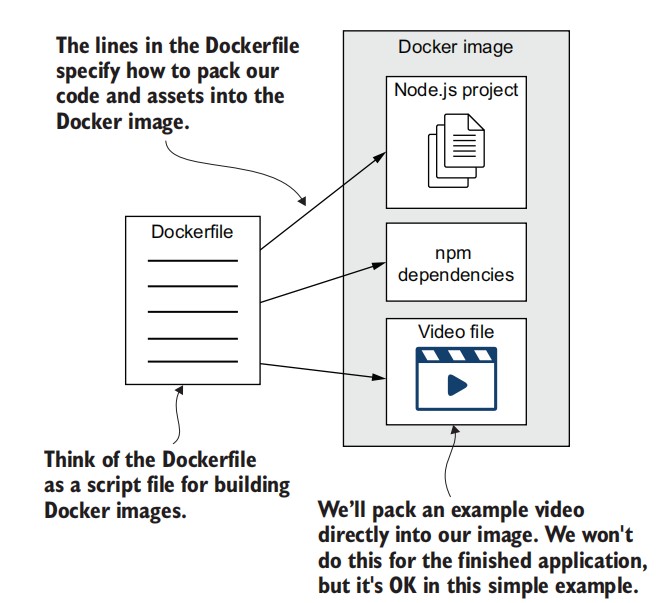 The lines in the Dockerfile
specify how to pack our
code and assets into the
Docker image.
Docker image
Node.js project
Dockerfile
npm
dependencies
Video file
Think of the Dockerfile
as a script file for building
Docker images.
We'll pack an example video
directly into our image. We won't
do this for the finished application,
but it's OK in this simple example.